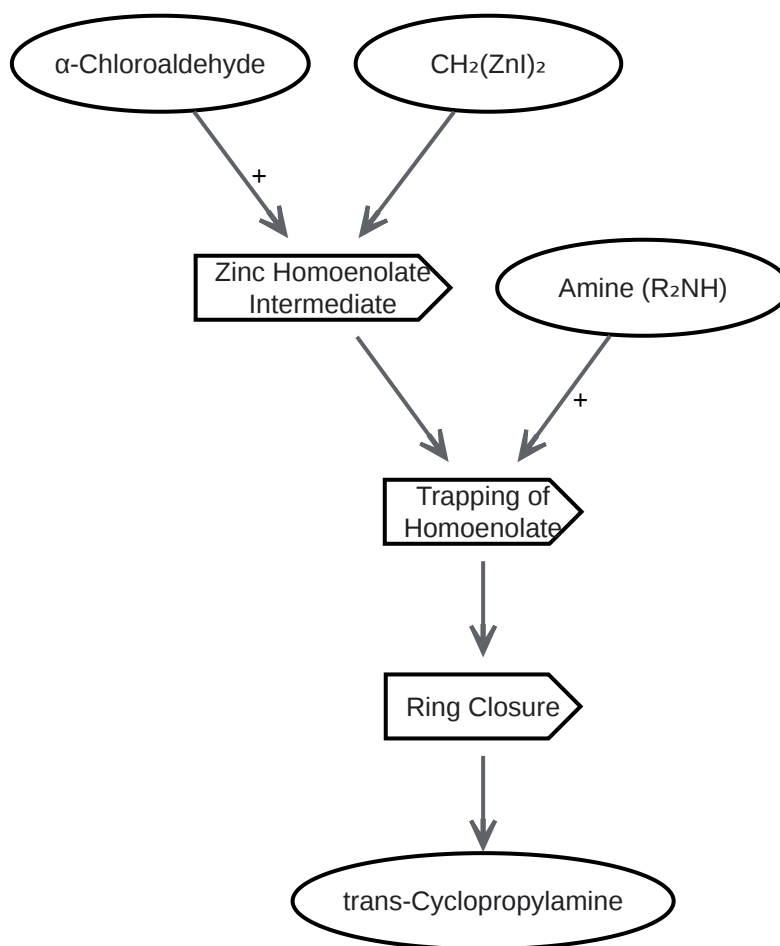 α-Chloroaldehyde
CH₂(ZnI)₂
+
Zinc Homoenolate
Intermediate
Amine (R₂NH)
+
Trapping of
Homoenolate
Ring Closure
trans-Cyclopropylamine